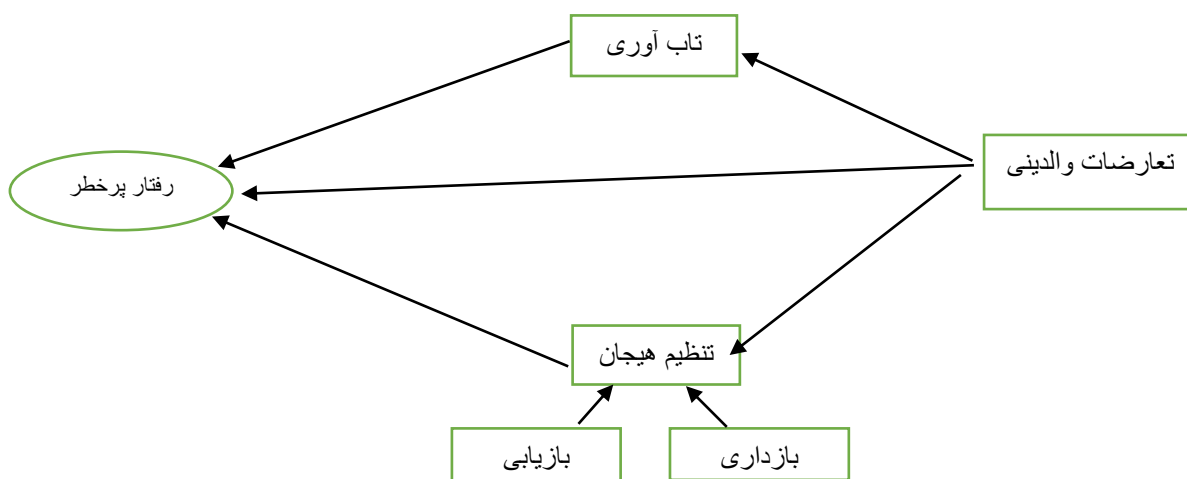 تاب آوری
تعارضات والدینی
رفتار پرخطر
تنظیم هیجان
بازداری
بازیابی